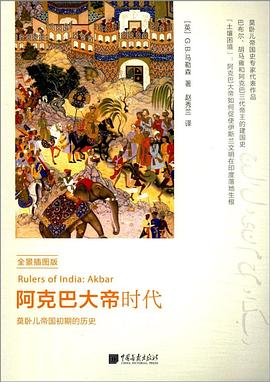 莫卧儿帝国史专家代表作品
巴布尔、胡马雍和阿克巴三代帝王的建国史
「土壤困境」：阿克巴大帝如何促使伊斯兰文明在印度落地生根
[英] G.B.马勒森 著
赵秀兰 译
全景插图版
Rulers of India: Akbar
阿克巴大帝时代
莫卧儿帝国初期的历史
中国画报出版社